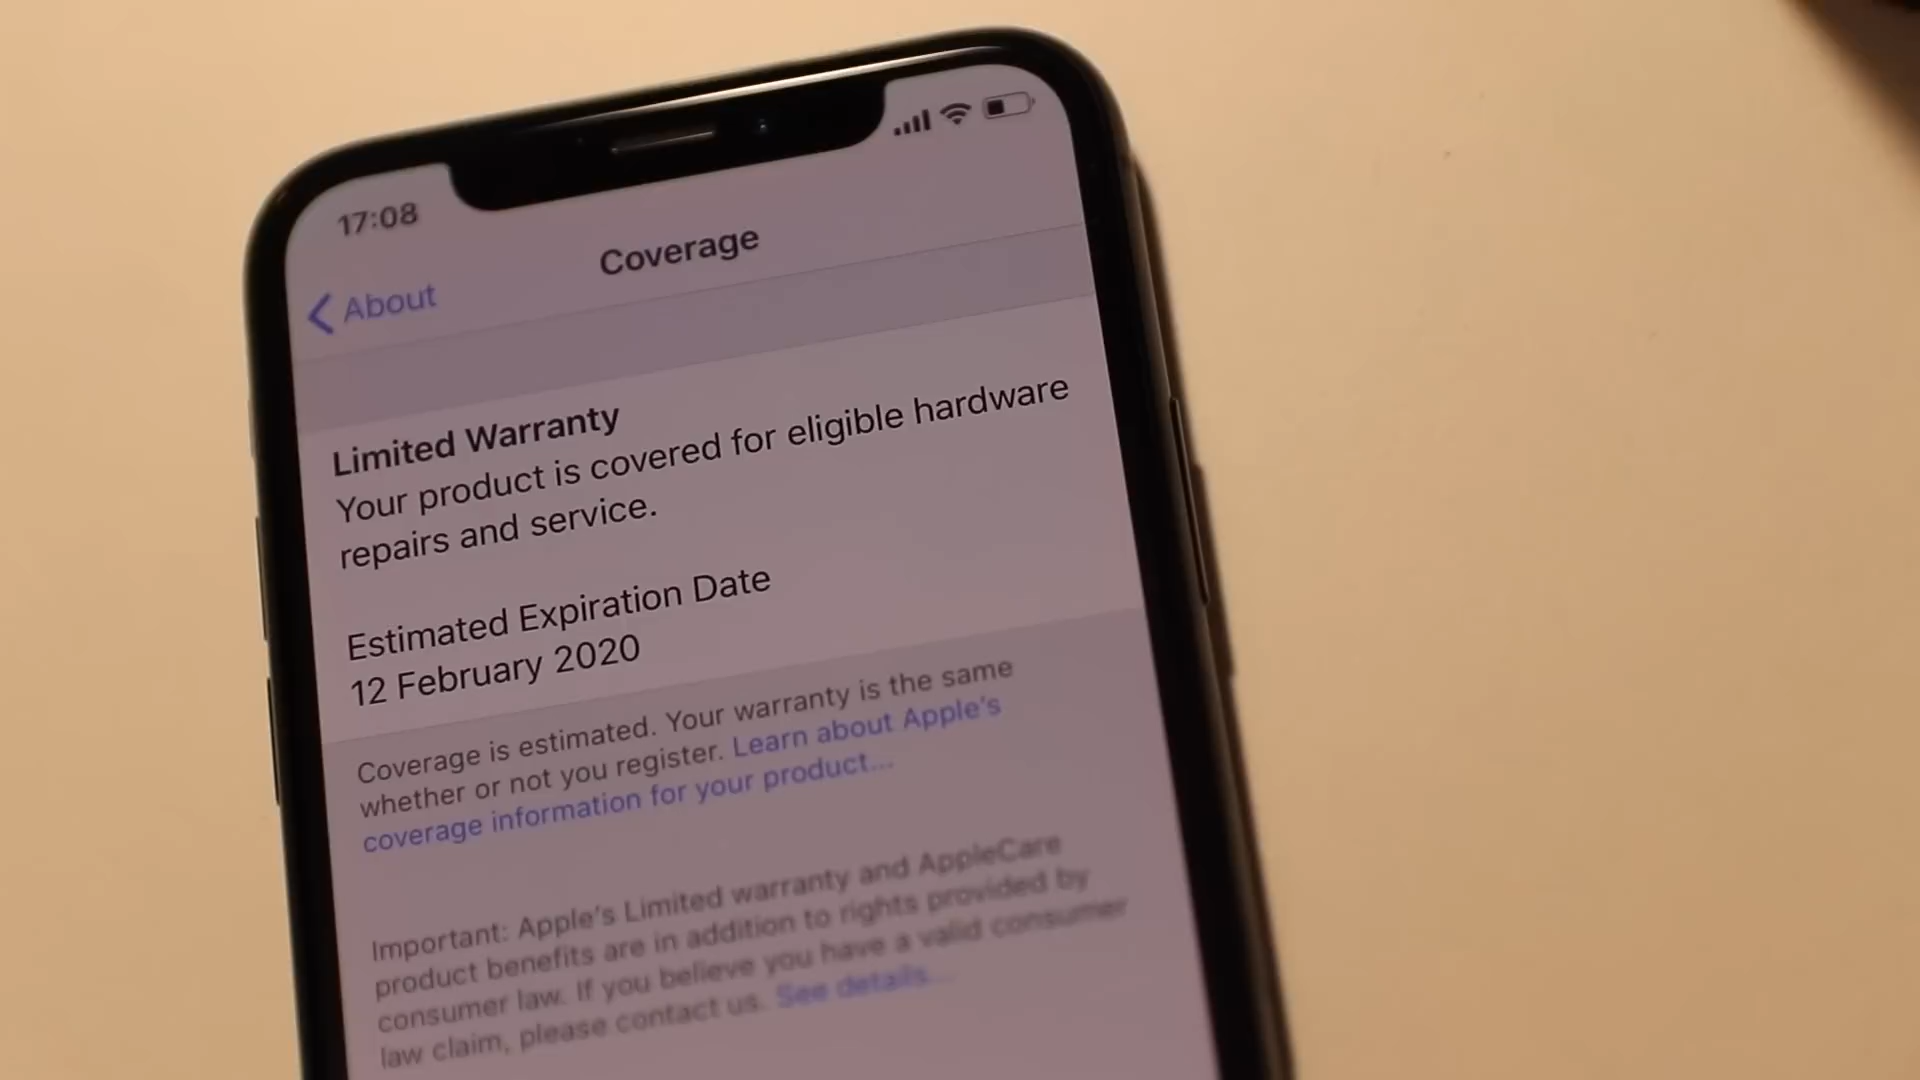 17:08
About
Coverage
Limited Warranty
Your product is covered for eligible hardware
repairs and service.
Estimated Expiration Date
12 February 2020
Coverage is estimated. Your warranty is the same
whether or not you register. Learn about Apple's
coverage information for your product...
Important: Apple's Limited warranty and AppleCare
product benefits are in addition to rights provided by
consumer law. If you believe you have a valid consumer
law claim, please contact us. See details...